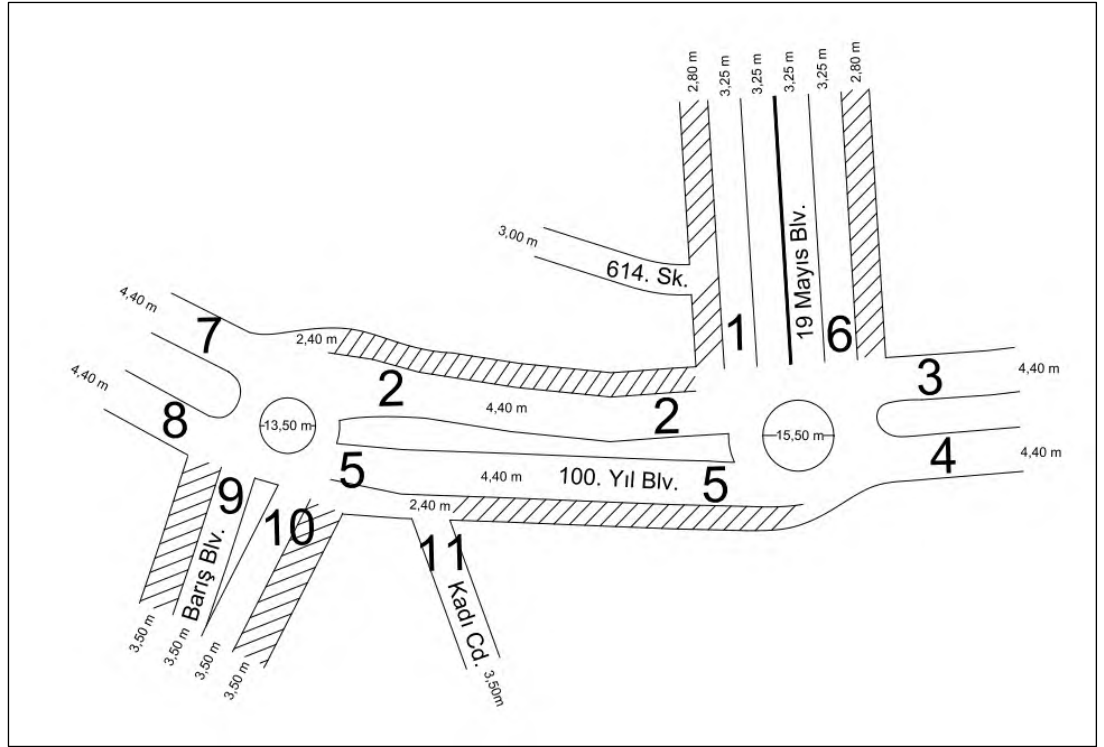 2,80 m
3,25 m
3,25 m
3,25 m
3,25 m
2,80 m
19 Mayıs Blv.
3,00 m
614. Sk.
1
6
4,40 m
7
2,40 m
3
4,40 m
4,40 m
2
4,40 m
2
8
13,50 m
15,50 m
4
4,40 m
9
5
4,40 m
100. Yıl Blv.
5
10
2,40 m
11
Barış Blv.
Kadı Cd.
3,50 m
3,50 m
3,50 m
3,50 m
3,50m